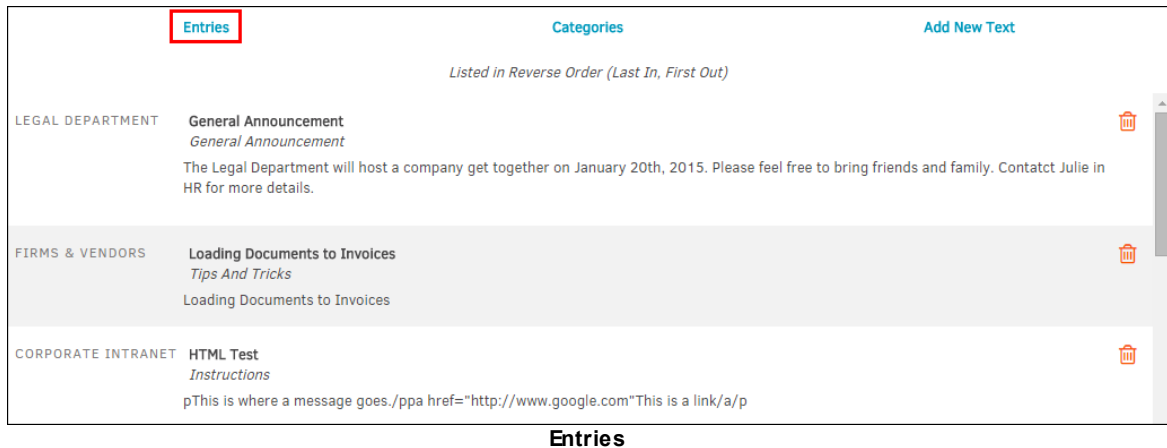 Entries Categories Add New Text
Listed in Reverse Order (Last In, First Out)
LEGAL DEPARTMENT General Announcement
General Announcement
The Legal Department will host a company get together on January 20th, 2015. Please feel free to bring friends and family. Contatct Julie in
HR for more details.
FIRMS & VENDORS Loading Documents to Invoices
Tips And Tricks
Loading Documents to Invoices
CORPORATE INTRANET HTML Test
Instructions
pThis is where a message goes./ppa href="http://www.google.com"This is a link/a/p
Entries